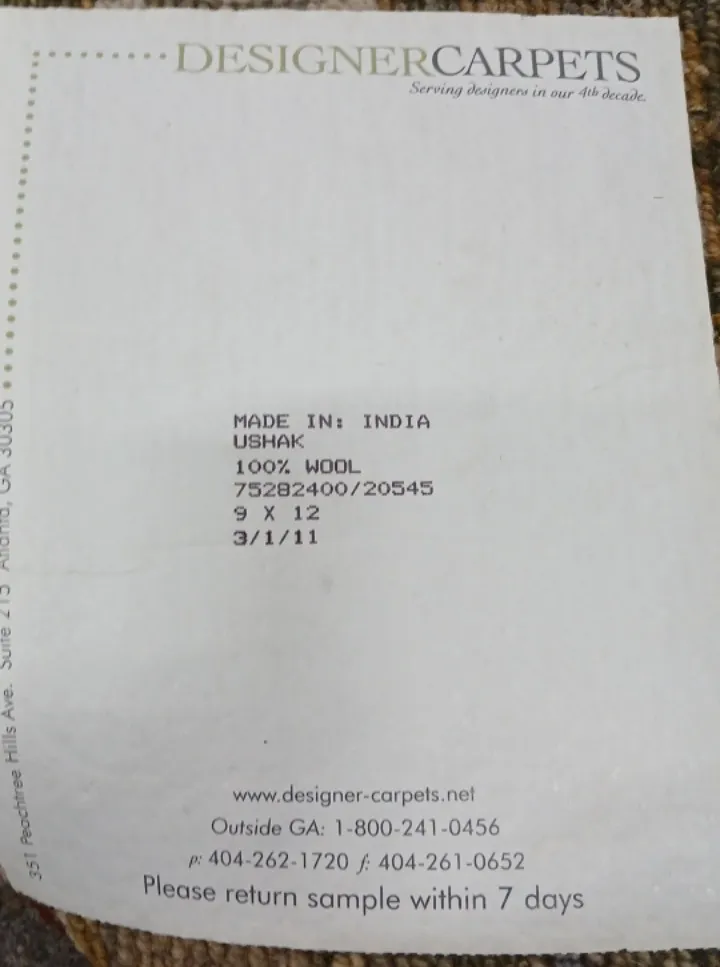 DESIGNERCARPETS
Serving designers in our 4th decade.
MADE IN: INDIA
USHAK
100% WOOL
75282400/20545
9 X 12
3/1/11
www.designer-carpets.net
Outside GA: 1-800-241-0456
p: 404-262-1720 f: 404-261-0652
Please return sample within 7 days
351 Peachtree Hills Ave. Suite 215 Atlanta, GA 30305